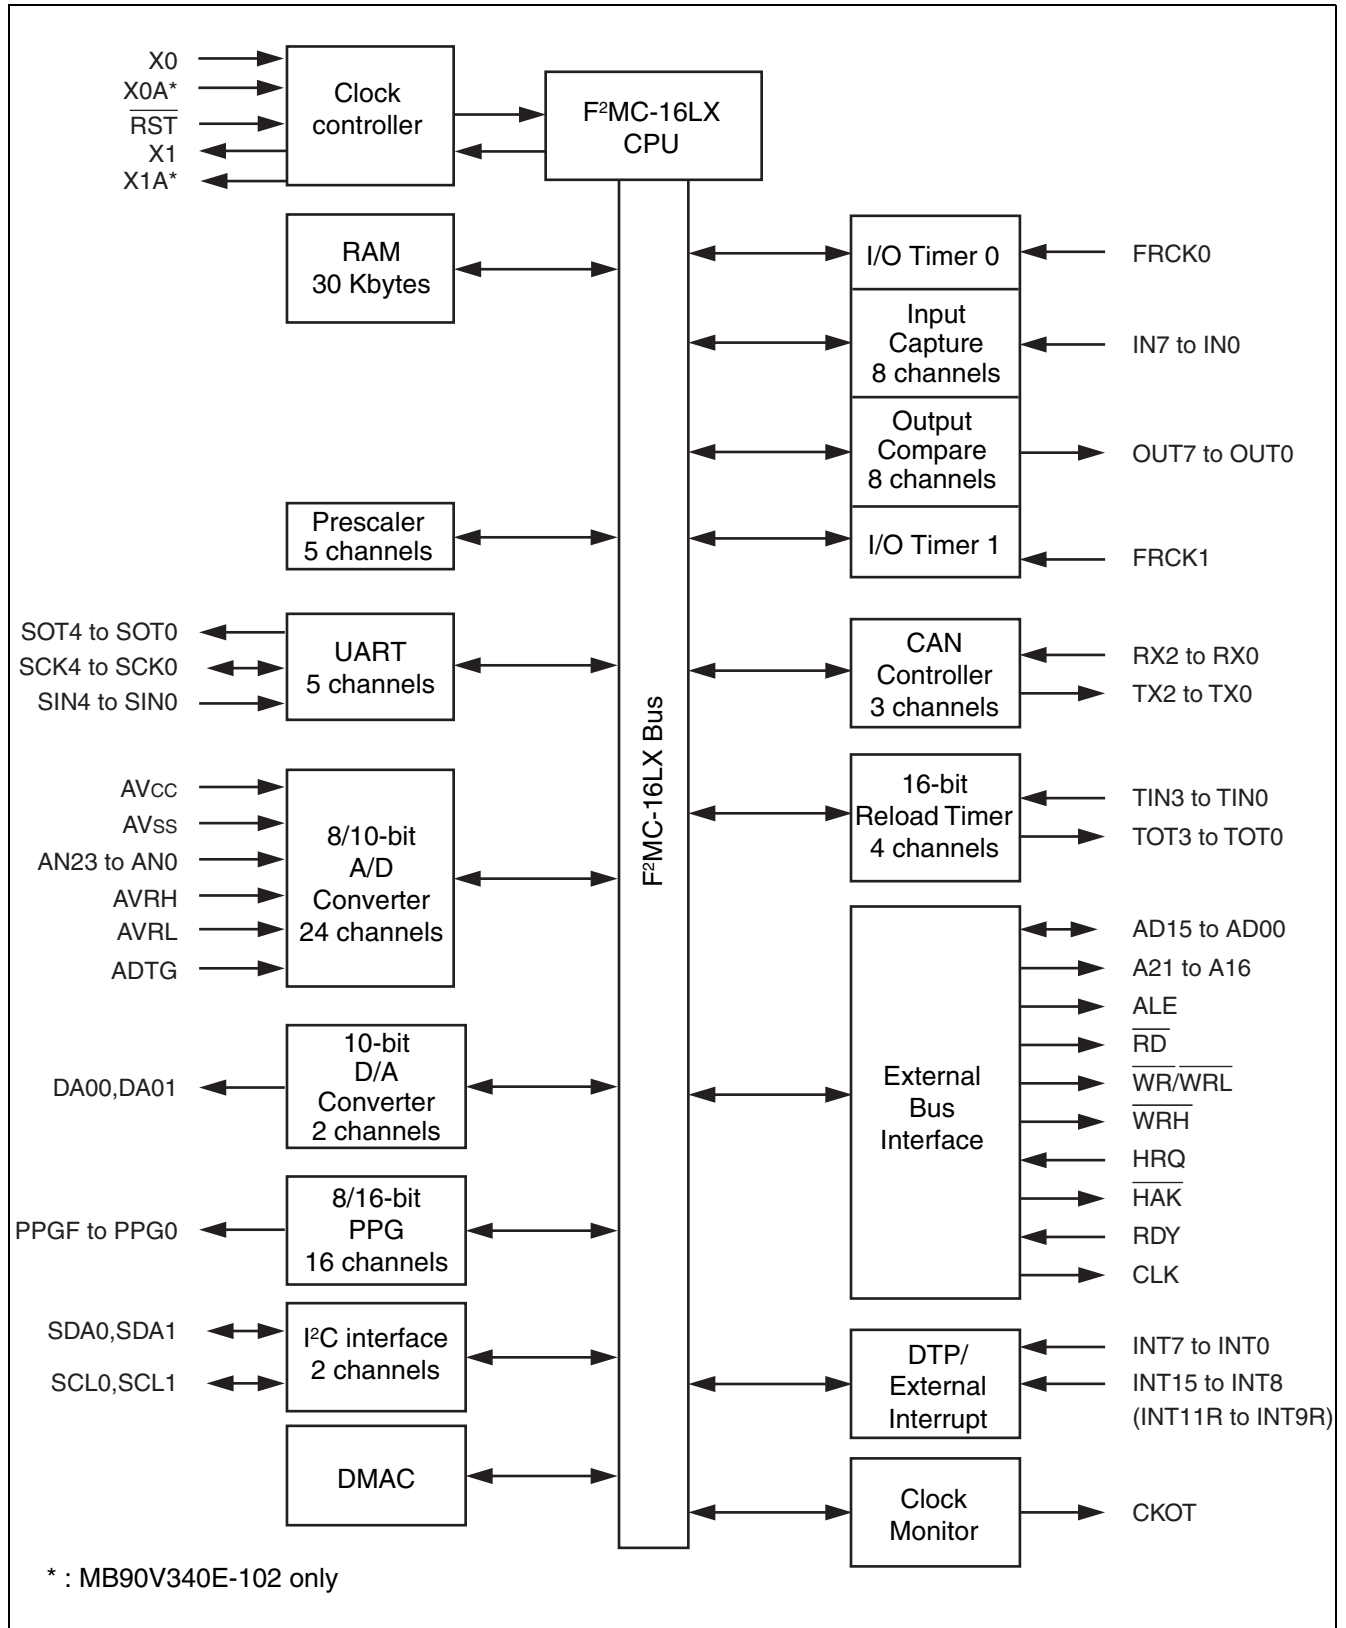 X0
X0A*
RST
X1
X1A*
Clock
controller
F²MC-16LX
CPU
RAM
30 Kbytes
Prescaler
5 channels
SOT4 to SOT0
SCK4 to SCK0
SIN4 to SIN0
UART
5 channels
AVCC
AVSS
AN23 to AN0
AVRH
AVRL
ADTG
8/10-bit
A/D
Converter
24 channels
DA00,DA01
10-bit
D/A
Converter
2 channels
PPGF to PPG0
8/16-bit
PPG
16 channels
SDA0,SDA1
SCL0,SCL1
I²C interface
2 channels
DMAC
F²MC-16LX Bus
I/O Timer 0
FRCK0
Input
Capture
8 channels
IN7 to IN0
Output
Compare
8 channels
OUT7 to OUT0
I/O Timer 1
FRCK1
CAN
Controller
3 channels
RX2 to RX0
TX2 to TX0
16-bit
Reload Timer
4 channels
TIN3 to TIN0
TOT3 to TOT0
External
Bus
Interface
AD15 to AD00
A21 to A16
ALE
RD
WR/WRL
WRH
HRQ
HAK
RDY
CLK
DTP/
External
Interrupt
INT7 to INT0
INT15 to INT8
(INT11R to INT9R)
Clock
Monitor
CKOT
* : MB90V340E-102 only